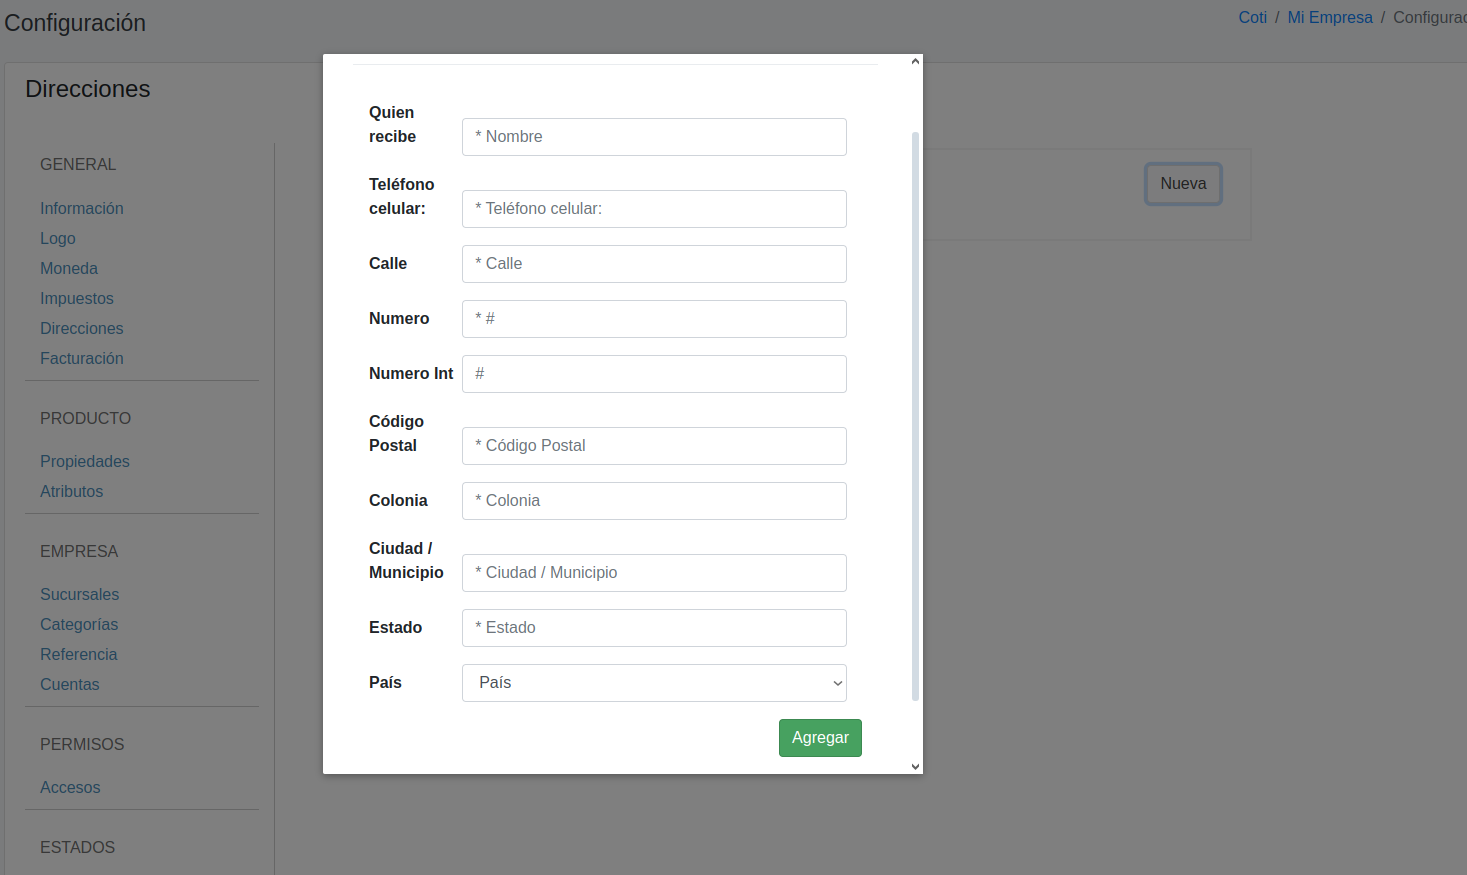 Configuración
Coti / Mi Empresa /
Direcciones
GENERAL
Información
Logo
Moneda
Impuestos
Direcciones
Facturación
PRODUCTO
Propiedades
Atributos
EMPRESA
Sucursales
Categorías
Referencia
Cuentas
PERMISOS
Accesos
ESTADOS
Quien
recibe
* Nombre
Teléfono
celular:
* Teléfono celular:
Calle
* Calle
Numero
* #
Numero Int
#
Código
Postal
* Código Postal
Colonia
* Colonia
Ciudad /
Municipio
* Ciudad / Municipio
Estado
* Estado
País
País
Agregar
Nueva